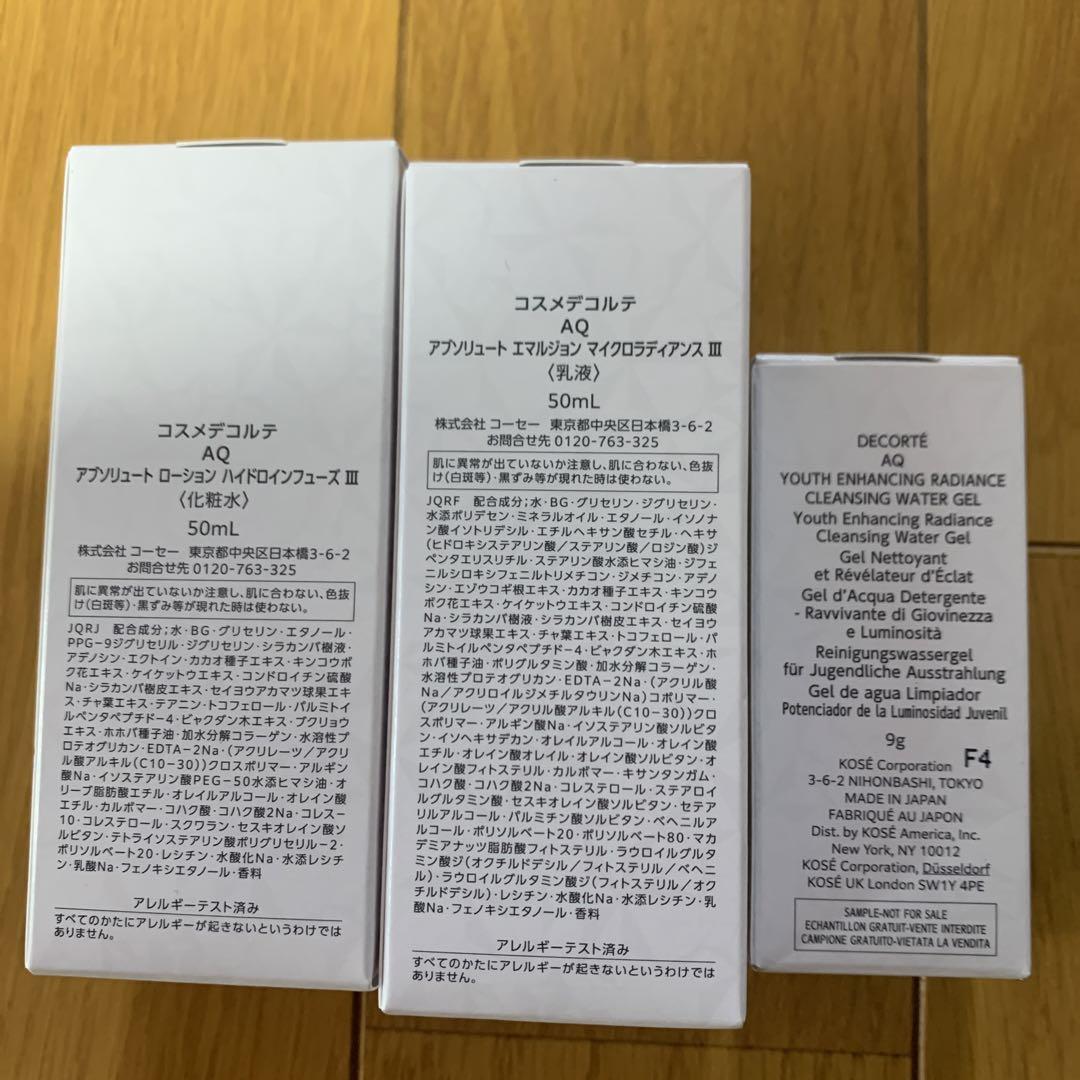 コスメデコルテ
AQ
アブソリュート ローション ハイドロインフューズ Ⅲ
〈化粧水〉
50mL
株式会社 コーセー 東京都中央区日本橋3-6-2
お問合せ先 0120-763-325
肌に異常が出ていないか注意し、肌に合わない、色抜
け(白斑等)・黒ずみ等が現れた時は使わない。
JQRJ 配合成分;水・BG・グリセリン・エタノール・
PPG-9ジグリセリル・ジグリセリン・シラカンバ樹液・
アデノシン・エクトイン・カカオ種子エキス・キンコウボ
ク花エキス・ケイケットウエキス・コンドロイチン硫酸
Na・シラカンバ樹皮エキス・セイヨウアカマツ球果エキ
ス・チャ葉エキス・テアニン・トコフェロール・パルミトイ
ルペンタペプチド-4・ビャクダン木エキス・ブクリョウ
エキス・ホホバ種子油・加水分解コラーゲン・水溶性プ
ロテオグリカン・EDTA-2Na・(アクリレーツ/アクリ
ル酸アルキル(C10-30))クロスポリマー・アルギン
酸Na・イソステアリン酸PEG-50水添ヒマシ油・オ
リーブ脂肪酸エチル・オレイルアルコール・オレイン酸
エチル・カルボマー・コハク酸・コハク酸2Na・コレス-
10・コレステロール・スクワラン・セスキオレイン酸ソ
ルビタン・テトライソステアリン酸ポリグリセリル-2・
ポリソルベート20・レシチン・水酸化Na・水添レシチ
ン・乳酸Na・フェノキシエタノール・香料
アレルギーテスト済み
すべてのかたにアレルギーが起きないというわけでは
ありません。
コスメデコルテ
AQ
アブソリュート エマルジョン マイクロラディアンス Ⅲ
〈乳液〉
50mL
株式会社 コーセー 東京都中央区日本橋3-6-2
お問合せ先 0120-763-325
肌に異常が出ていないか注意し、肌に合わない、色抜
け(白斑等)・黒ずみ等が現れた時は使わない。
JQRF 配合成分;水・BG・グリセリン・ジグリセリン・
水添ポリデセン・ミネラルオイル・エタノール・イソノナ
ン酸イソトリデシル・エチルヘキサン酸セチル・ヘキサ
(ヒドロキシステアリン酸/ステアリン酸/ロジン酸)ジ
ペンタエリスリチル・ステアリン酸水添ヒマシ油・ジフェ
ニルシロキシフェニルトリメチコン・ジメチコン・アデノ
シン・エゾウコギ根エキス・カカオ種子エキス・キンコウ
ボク花エキス・ケイケットウエキス・コンドロイチン硫酸
Na・シラカンバ樹液・シラカンバ樹皮エキス・セイヨウ
アカマツ球果エキス・チャ葉エキス・トコフェロール・パ
ルミトイルペンタペプチド-4・ビャクダン木エキス・ホ
ホバ種子油・ポリグルタミン酸・加水分解コラーゲン・
水溶性プロテオグリカン・EDTA-2Na・(アクリル酸
Na/アクリロイルジメチルタウリンNa)コポリマー・
(アクリレーツ/アクリル酸アルキル(C10-30))クロ
スポリマー・アルギン酸Na・イソステアリン酸ソルビタ
ン・イソヘキサデカン・オレイルアルコール・オレイン酸
エチル・オレイン酸オレイル・オレイン酸ソルビタン・オ
レイン酸フィトステリル・カルボマー・キサンタンガム・
コハク酸・コハク酸2Na・コレステロール・ステアロイ
ルグルタミン酸・セスキオレイン酸ソルビタン・セテア
リルアルコール・パルミチン酸ソルビタン・ベヘニルア
ルコール・ポリソルベート20・ポリソルベート80・マカ
デミアナッツ脂肪酸フィトステリル・ラウロイルグルタ
ミン酸ジ(オクチルドデシル/フィトステリル/ベヘニ
ル)・ラウロイルグルタミン酸ジ(フィトステリル/オク
チルドデシル)・レシチン・水酸化Na・水添レシチン・乳
酸Na・フェノキシエタノール・香料
アレルギーテスト済み
すべてのかたにアレルギーが起きないというわけでは
ありません。
DECORTÉ
AQ
YOUTH ENHANCING RADIANCE
CLEANSING WATER GEL
Youth Enhancing Radiance
Cleansing Water Gel
Gel Nettoyant
et Révélateur d'Éclat
Gel d'Acqua Detergente
- Ravvivante di Giovinezza
e Luminosità
Reinigungswassergel
für Jugendliche Ausstrahlung
Gel de agua Limpiador
Potenciador de la Luminosidad Juvenil
9g
F4
KOSÉ Corporation
3-6-2 NIHONBASHI, TOKYO
MADE IN JAPAN
FABRIQUÉ AU JAPON
Dist. by KOSÉ America, Inc.
New York, NY 10012
KOSÉ Corporation, Düsseldorf
KOSÉ UK London SW1Y 4PE
SAMPLE-NOT FOR SALE
ECHANTILLON GRATUIT-VENTE INTERDITE
CAMPIONE GRATUITO-VIETATA LA VENDITA